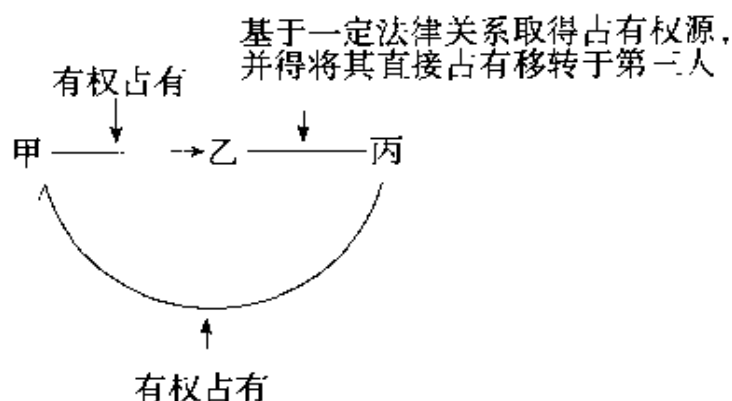 基于一定法律关系取得占有权源，
并得将其直接占有移转于第三人
有权占有
甲 乙 丙
有权占有